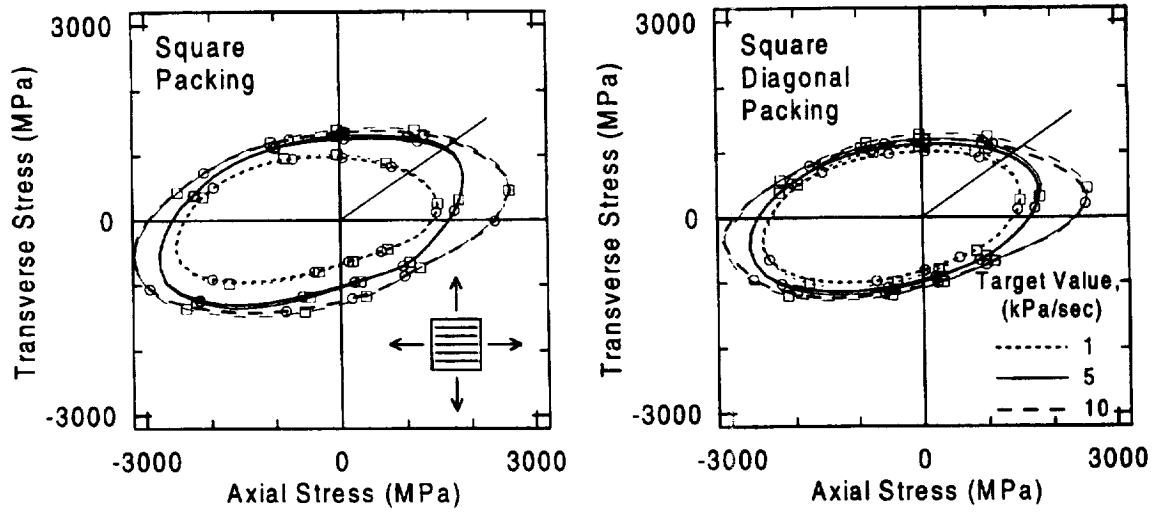 3000
0
-3000
Transverse Stress (MPa)
Square
Packing
-3000
0
3000
Axial Stress (MPa)
3000
0
-3000
Transverse Stress (MPa)
Square
Diagonal
Packing
Target Value,
(kPa/sec)
1
5
10
-3000
0
3000
Axial Stress (MPa)